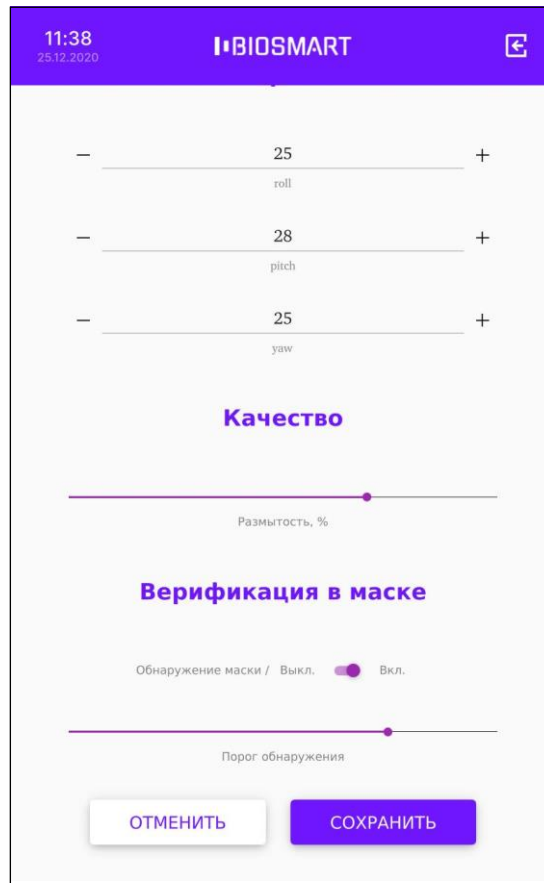 11:38
25.12.2020
BIOSMART
− 25 +
roll
− 28 +
pitch
− 25 +
yaw
Качество
Размытость, %
Верификация в маске
Обнаружение маски / Выкл. Вкл.
Порог обнаружения
ОТМЕНИТЬ СОХРАНИТЬ